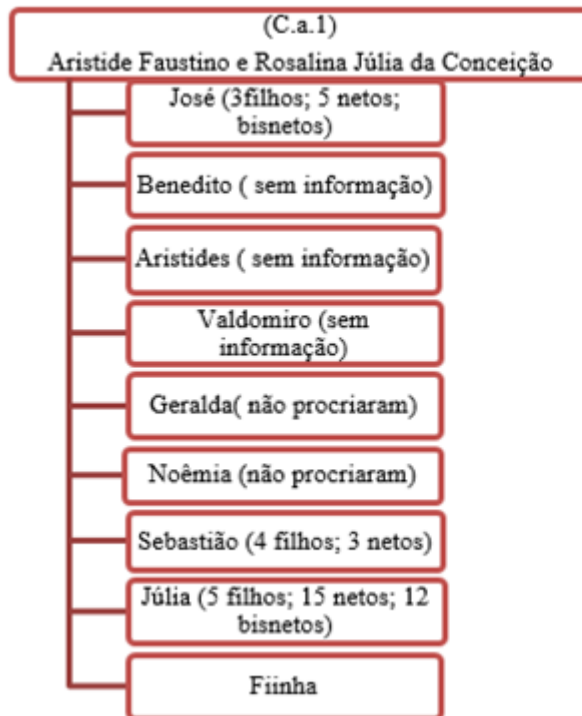 (C.a.1)
Aristide Faustino e Rosalina Júlia da Conceição
José (3filhos; 5 netos;
bisnetos)
Benedito ( sem informação)
Aristides ( sem informação)
Valdomiro (sem
informação)
Geralda( não procriaram)
Noêmia (não procriaram)
Sebastião (4 filhos; 3 netos)
Júlia (5 filhos; 15 netos; 12
bisnetos)
Fiinha